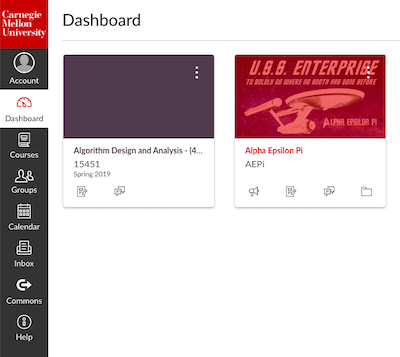 Carnegie
Mellon
University
Account
Dashboard
Courses
Groups
Calendar
Inbox
Commons
Help
Dashboard
Algorithm Design and Analysis - (4...
15451
Spring 2019
U.S.S. ENTERPRISE
TO BOLDLY GO WHERE NO BOOTH HAS GONE BEFORE
ALPHA EPSILON PI
Alpha Epsilon Pi
AEPi